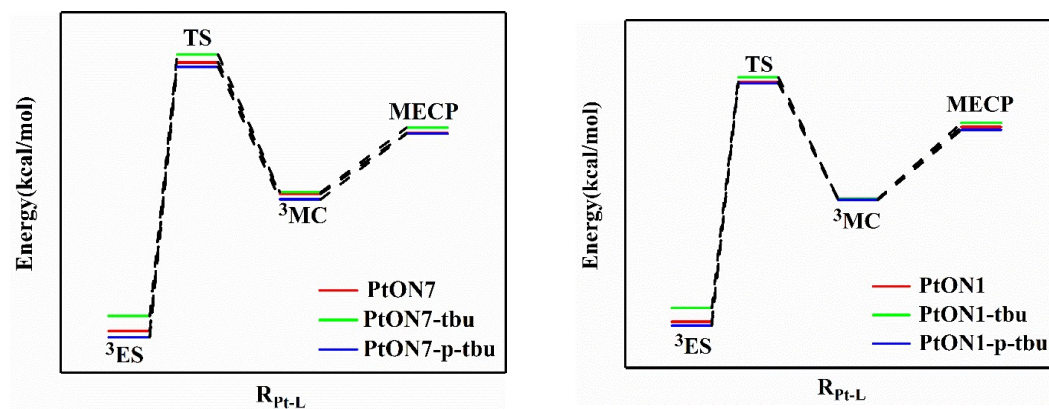 TS
MECP
³MC
³ES
PtON7
PtON7-tbu
PtON7-p-tbu
Energy(kcal/mol)
R_Pt-L
TS
MECP
³MC
³ES
PtON1
PtON1-tbu
PtON1-p-tbu
Energy(kcal/mol)
R_Pt-L